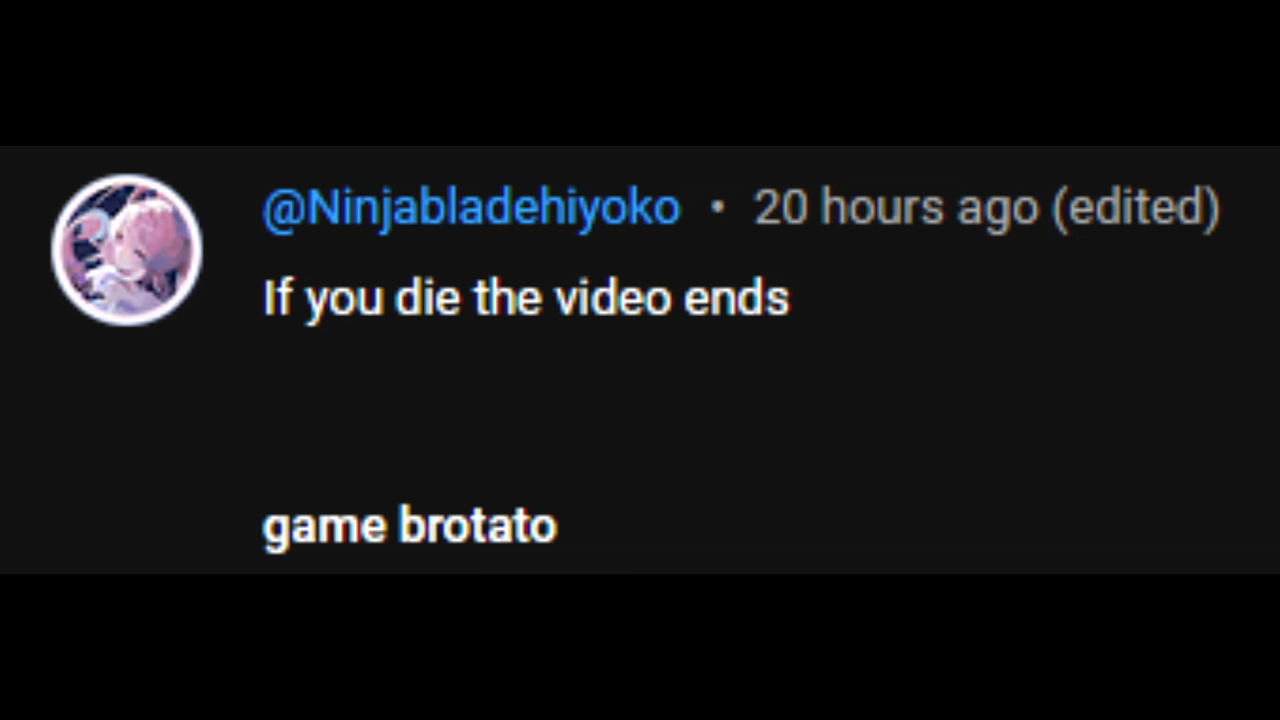 @Ninjabladehiyoko • 20 hours ago (edited)
If you die the video ends
game brotato